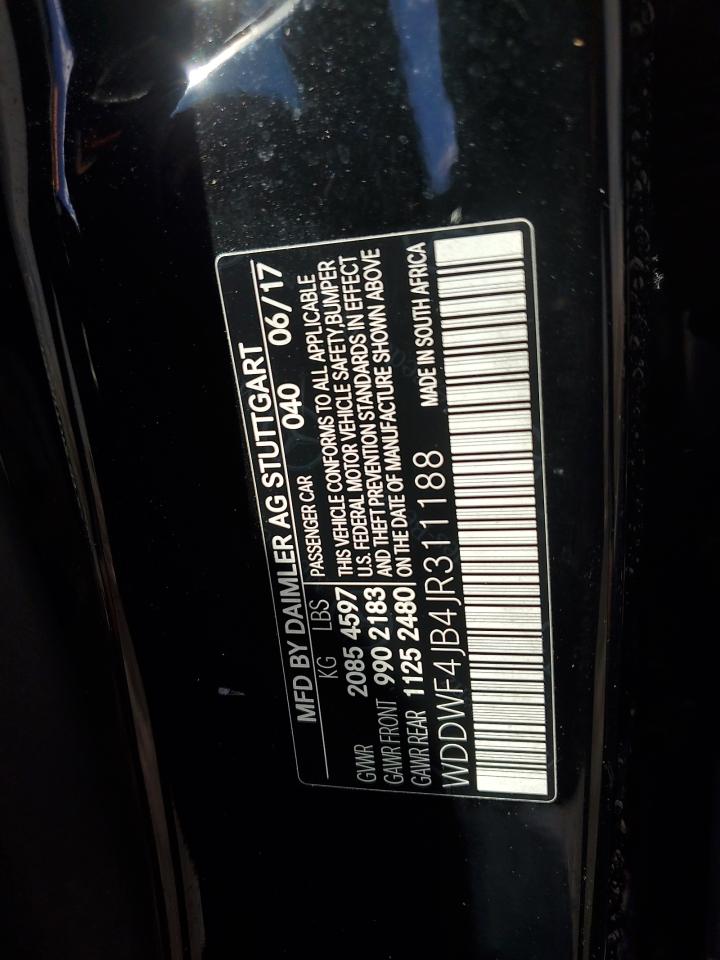 MFD BY DAIMLER AG STUTTGART
040 06/17
KG LBS PASSENGER CAR
GVWR 2085 4597
GAWR FRONT 990 2183
GAWR REAR 1125 2480
THIS VEHICLE CONFORMS TO ALL APPLICABLE
U.S. FEDERAL MOTOR VEHICLE SAFETY,BUMPER
AND THEFT PREVENTION STANDARDS IN EFFECT
ON THE DATE OF MANUFACTURE SHOWN ABOVE
WDDWF4JB4JR311188 MADE IN SOUTH AFRICA